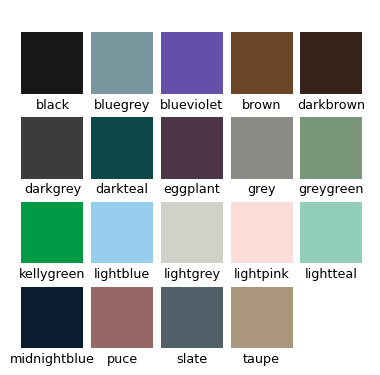 black bluegrey blueviolet brown darkbrown
darkgrey darkteal eggplant grey greygreen
kellygreen lightblue lightgrey lightpink lightteal
midnightblue puce slate taupe